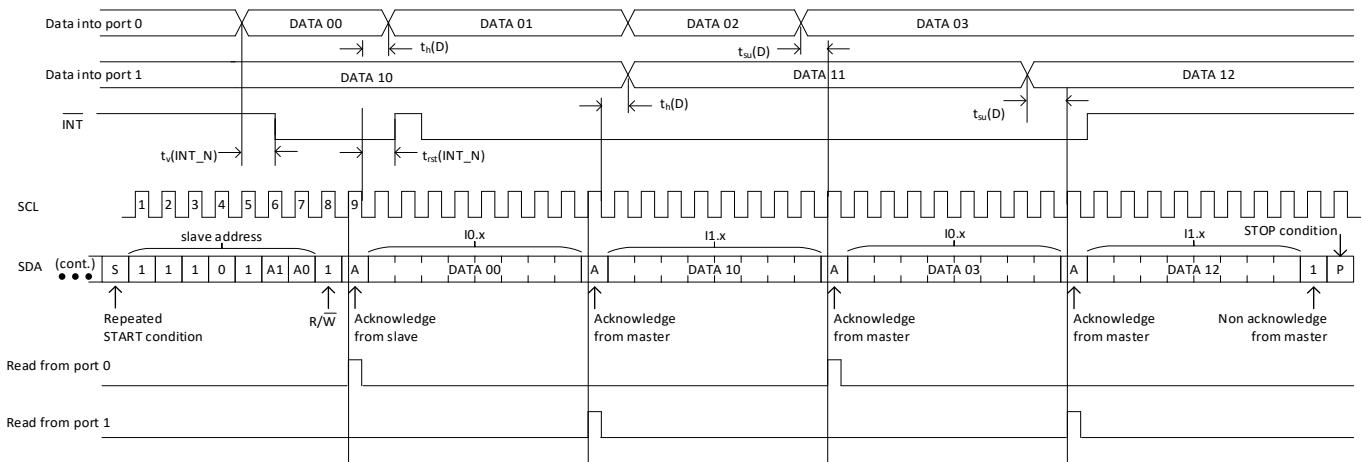 Data into port 0
DATA 00
DATA 01
DATA 02
DATA 03
th(D)
tsu(D)
Data into port 1
DATA 10
DATA 11
DATA 12
th(D)
tsu(D)
INT
tv(INT_N)
trst(INT_N)
SCL
1 2 3 4 5 6 7 8 9
slave address
I0.x
I1.x
I0.x
I1.x
STOP condition
SDA (cont.)
S 1 1 1 0 1 A1 A0 1 A DATA 00 A DATA 10 A DATA 03 A DATA 12 1 P
Repeated
START condition
R/W
Acknowledge
from slave
Acknowledge
from master
Acknowledge
from master
Acknowledge
from master
Non acknowledge
from master
Read from port 0
Read from port 1